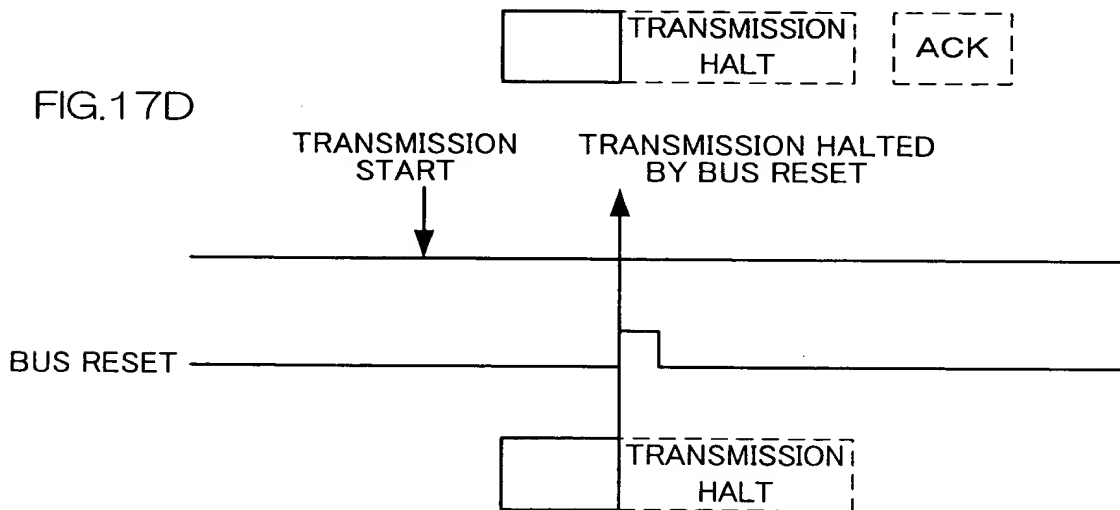 TRANSMISSION
HALT
ACK
FIG.17D
TRANSMISSION
START
TRANSMISSION HALTED
BY BUS RESET
BUS RESET
TRANSMISSION
HALT